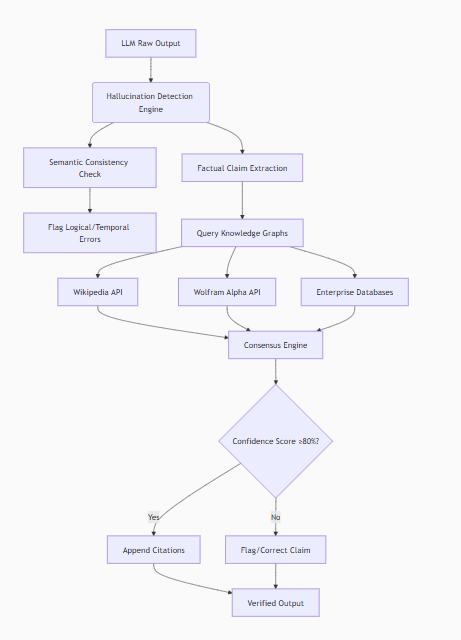 LLM Raw Output
Hallucination Detection
Engine
Semantic Consistency
Check
Factual Claim Extraction
Flag Logical/Temporal
Errors
Query Knowledge Graphs
Wikipedia API
Wolfram Alpha API
Enterprise Databases
Consensus Engine
Confidence Score ≥80%?
Yes
No
Append Citations
Flag/Correct Claim
Verified Output